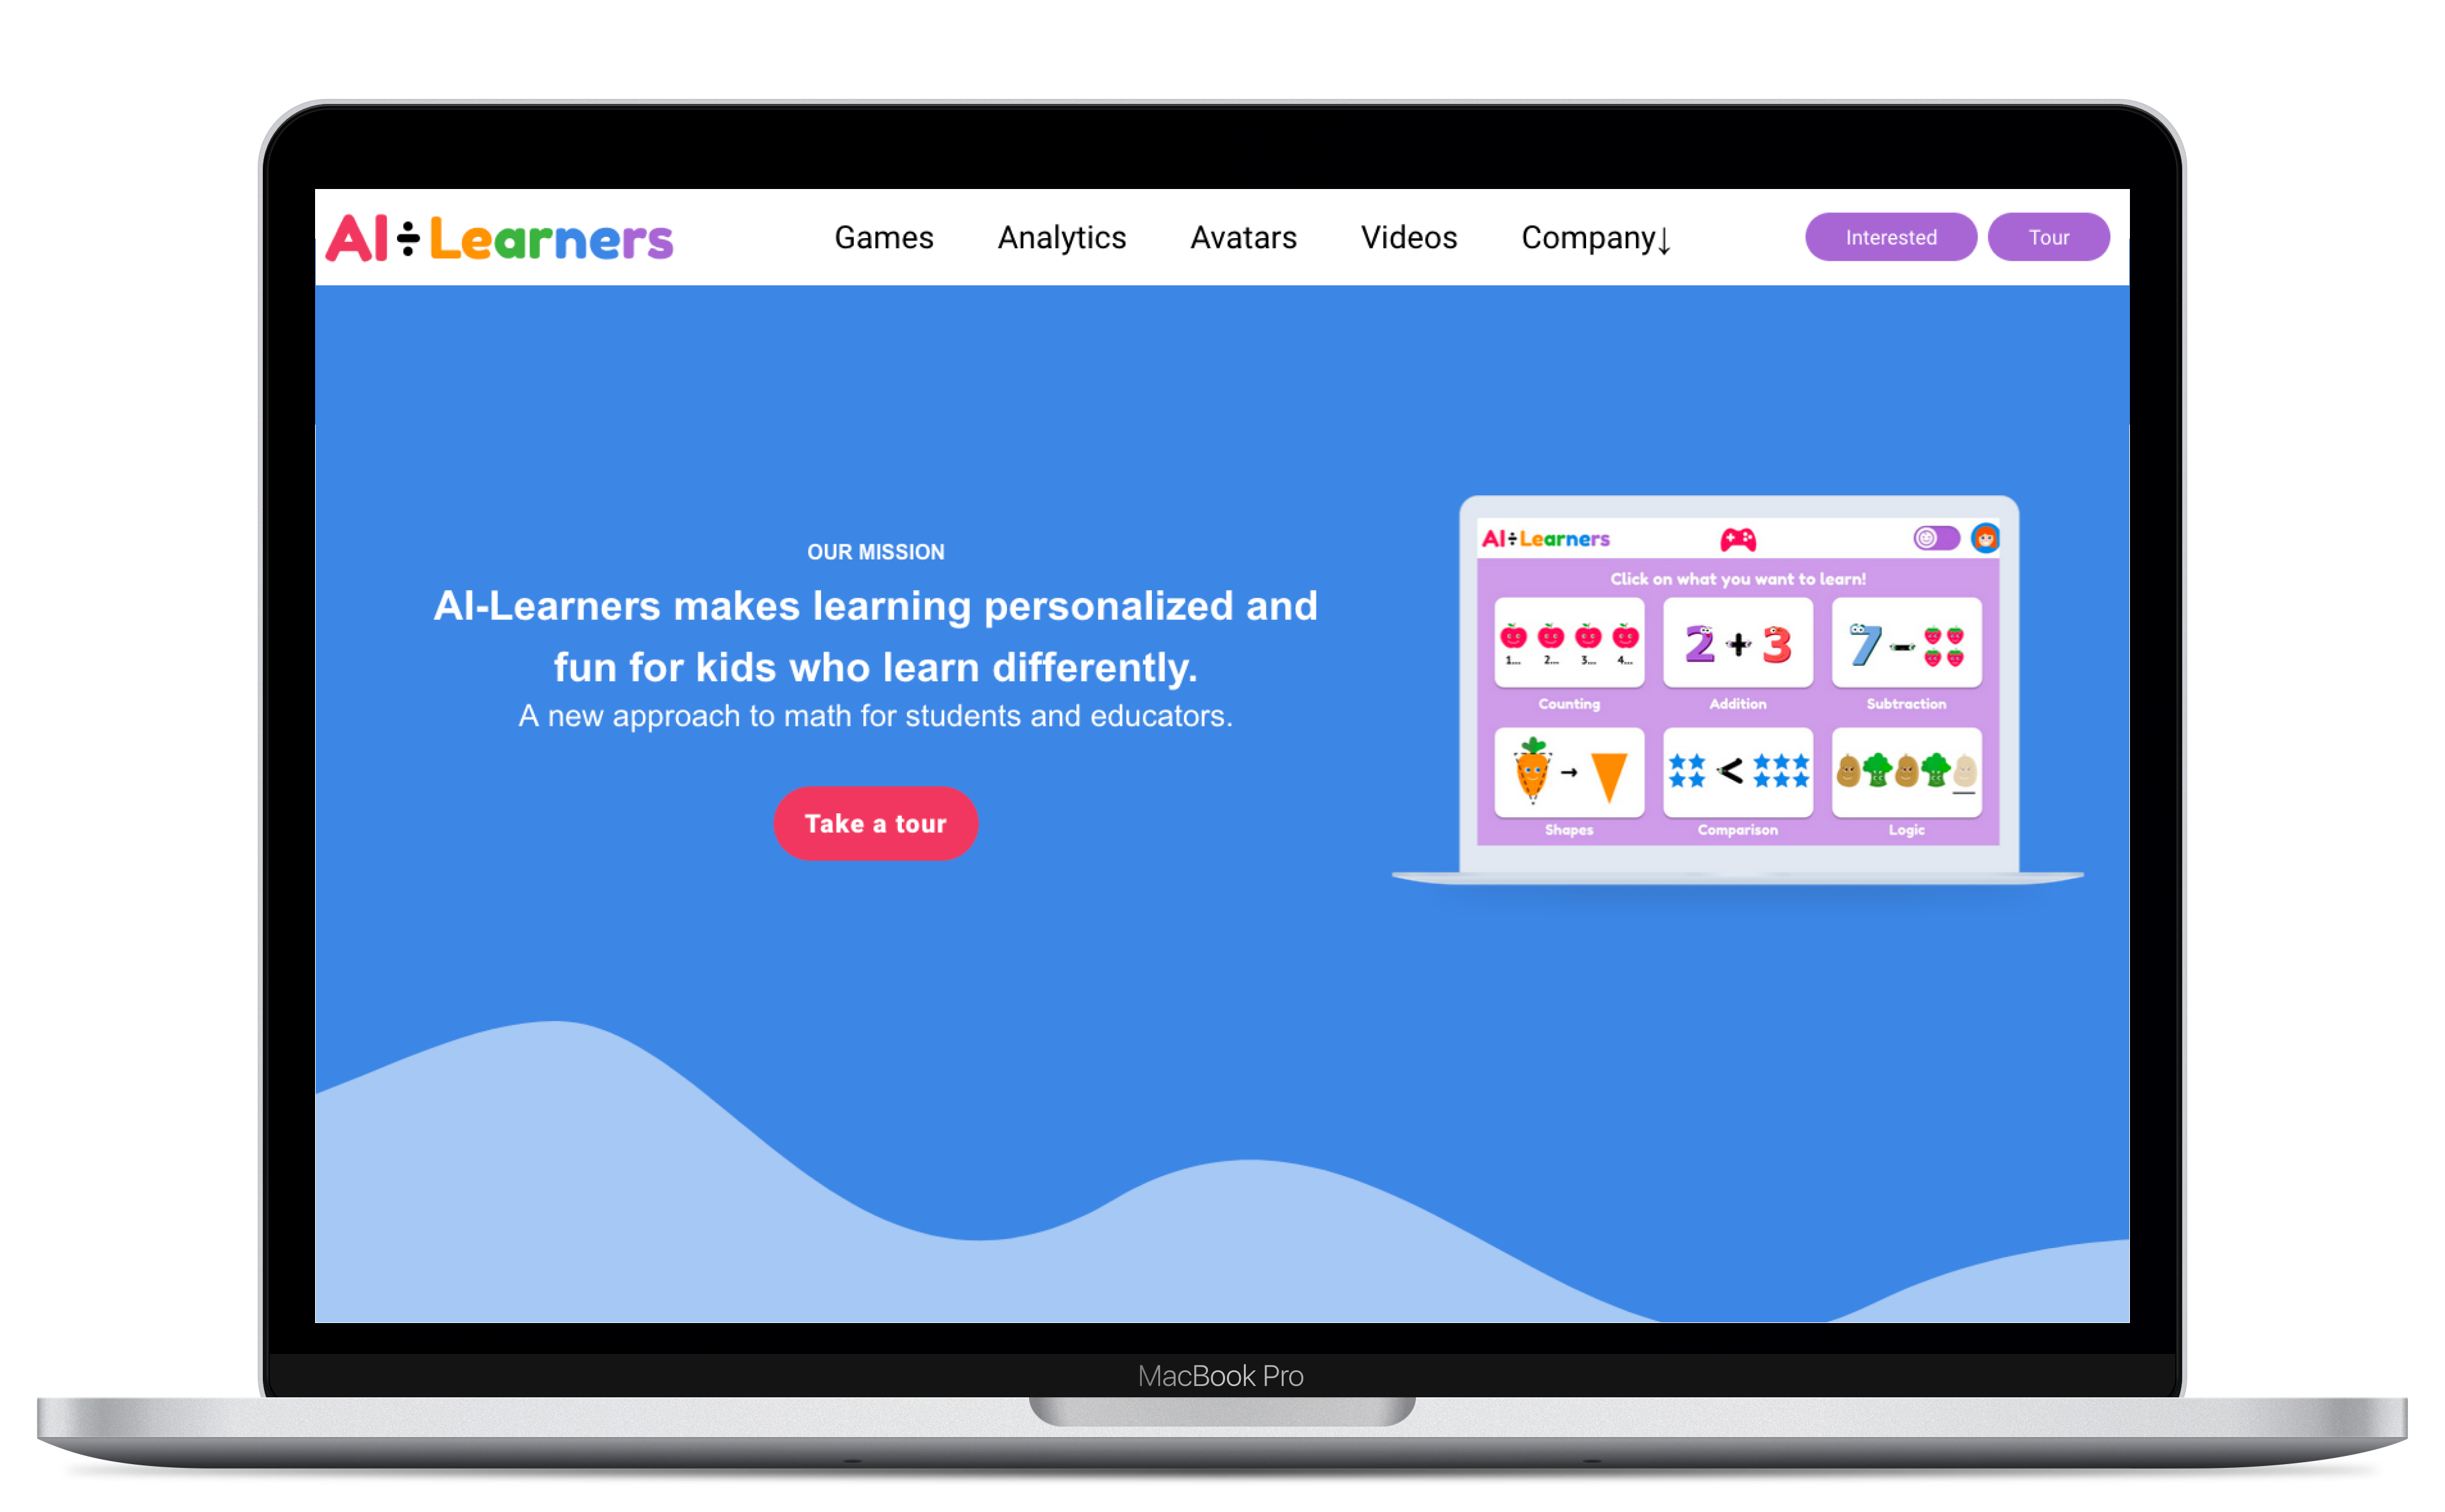 AI÷Learners
Games Analytics Avatars Videos Company↓ Interested Tour
OUR MISSION
AI-Learners makes learning personalized and
fun for kids who learn differently.
A new approach to math for students and educators.
Take a tour
AI÷Learners
Click on what you want to learn!
1... 2... 3... 4...
2 + 3
7 -
Counting Addition Subtraction
→ <
Shapes Comparison Logic
MacBook Pro